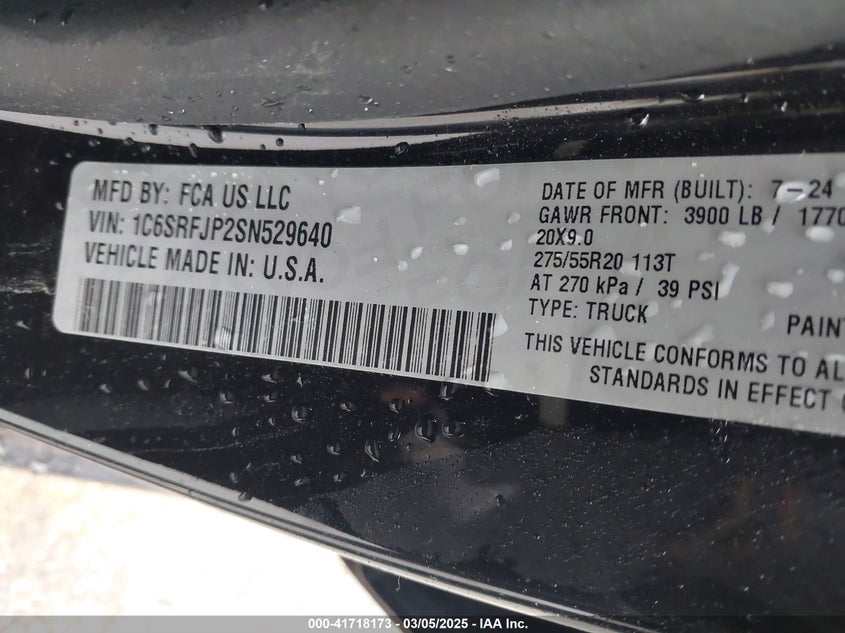 MFD BY: FCA US LLC
VIN: 1C6SRFJP2SN529640
VEHICLE MADE IN: U.S.A.
DATE OF MFR (BUILT): 7-24
GAWR FRONT: 3900 LB / 1770
20X9.0
275/55R20 113T
AT 270 kPa / 39 PSI
TYPE: TRUCK
PAIN
THIS VEHICLE CONFORMS TO AL
STANDARDS IN EFFECT
000-41718173 - 03/05/2025 - IAA Inc.